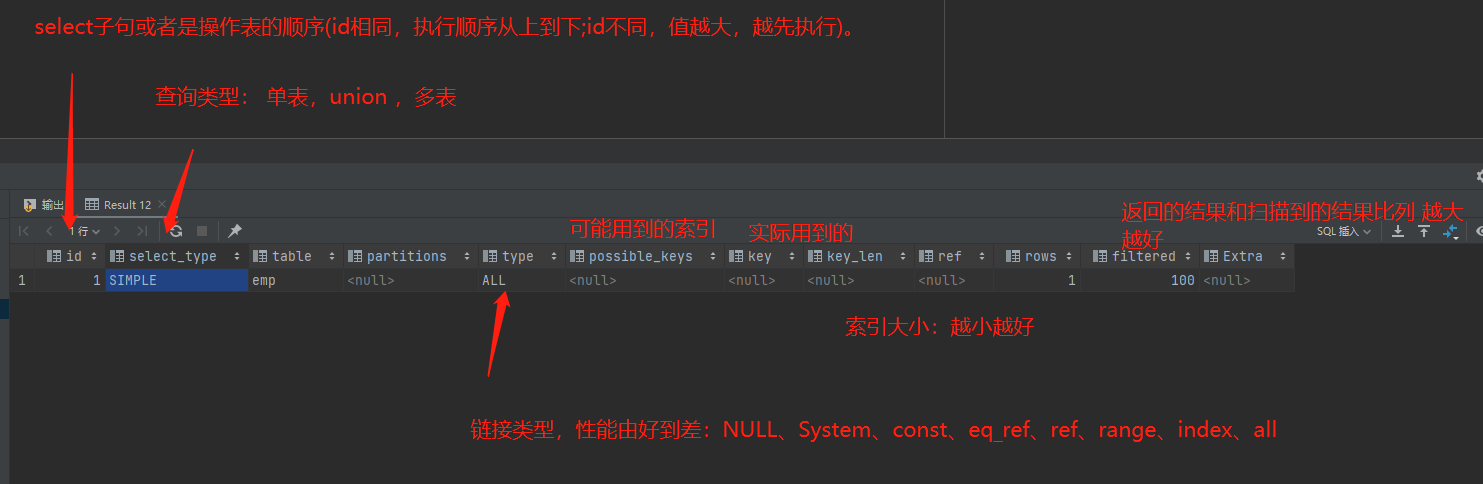 select子句或者是操作表的顺序(id相同，执行顺序从上到下;id不同，值越大，越先执行)。
查询类型： 单表，union ，多表
输出
Result 12
1 行
可能用到的索引
实际用到的
返回的结果和扫描到的结果比列 越大
越好
SQL 插入
id select_type table partitions type possible_keys key key_len ref rows filtered Extra
1 1 SIMPLE emp <null> ALL <null> <null> <null> <null> 1 100 <null>
索引大小：越小越好
链接类型，性能由好到差：NULL、System、const、eq_ref、ref、range、index、all